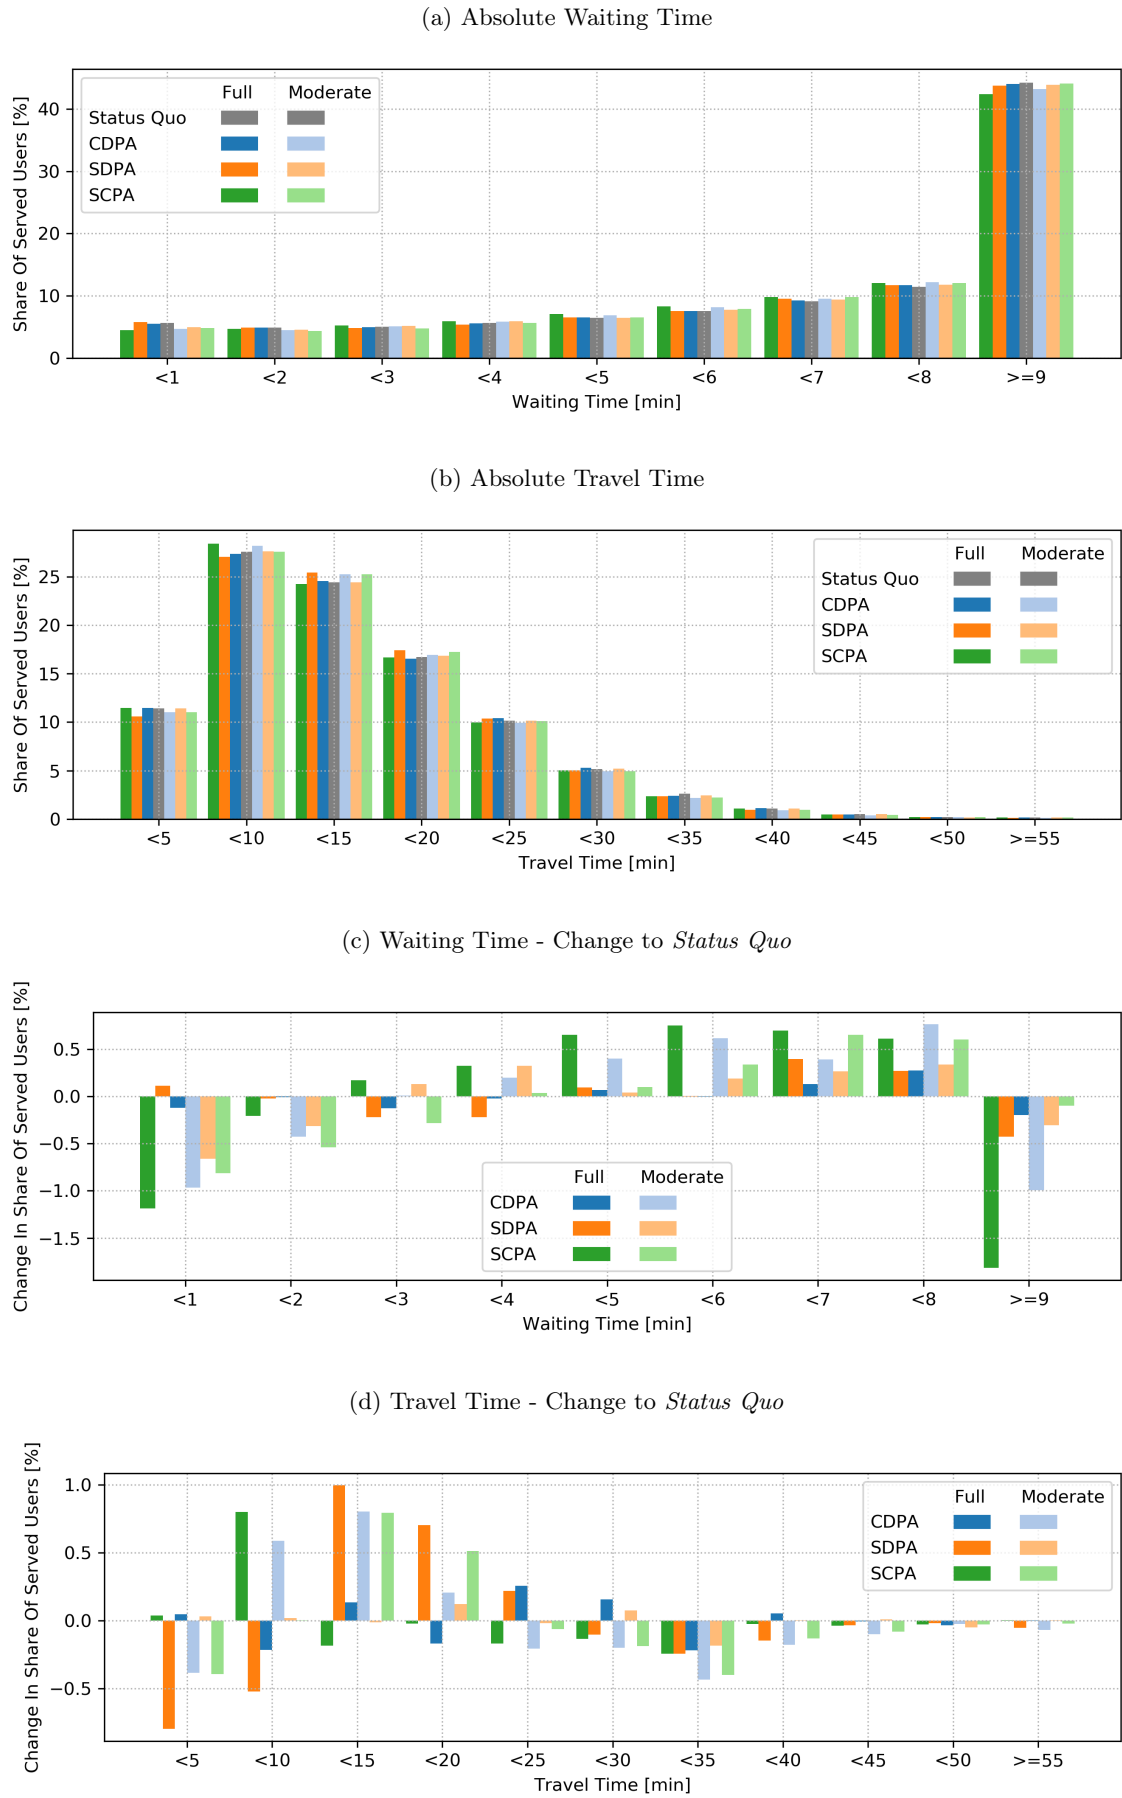 (a) Absolute Waiting Time
Share Of Served Users [%]
40
30
20
10
0
Full Moderate
Status Quo
CDPA
SDPA
SCPA
<1 <2 <3 <4 <5 <6 <7 <8 >=9
Waiting Time [min]
(b) Absolute Travel Time
Share Of Served Users [%]
25
20
15
10
5
0
Full Moderate
Status Quo
CDPA
SDPA
SCPA
<5 <10 <15 <20 <25 <30 <35 <40 <45 <50 >=55
Travel Time [min]
(c) Waiting Time - Change to Status Quo
Change In Share Of Served Users [%]
0.5
0.0
−0.5
−1.0
−1.5
Full Moderate
CDPA
SDPA
SCPA
<1 <2 <3 <4 <5 <6 <7 <8 >=9
Waiting Time [min]
(d) Travel Time - Change to Status Quo
Change In Share Of Served Users [%]
1.0
0.5
0.0
−0.5
Full Moderate
CDPA
SDPA
SCPA
<5 <10 <15 <20 <25 <30 <35 <40 <45 <50 >=55
Travel Time [min]